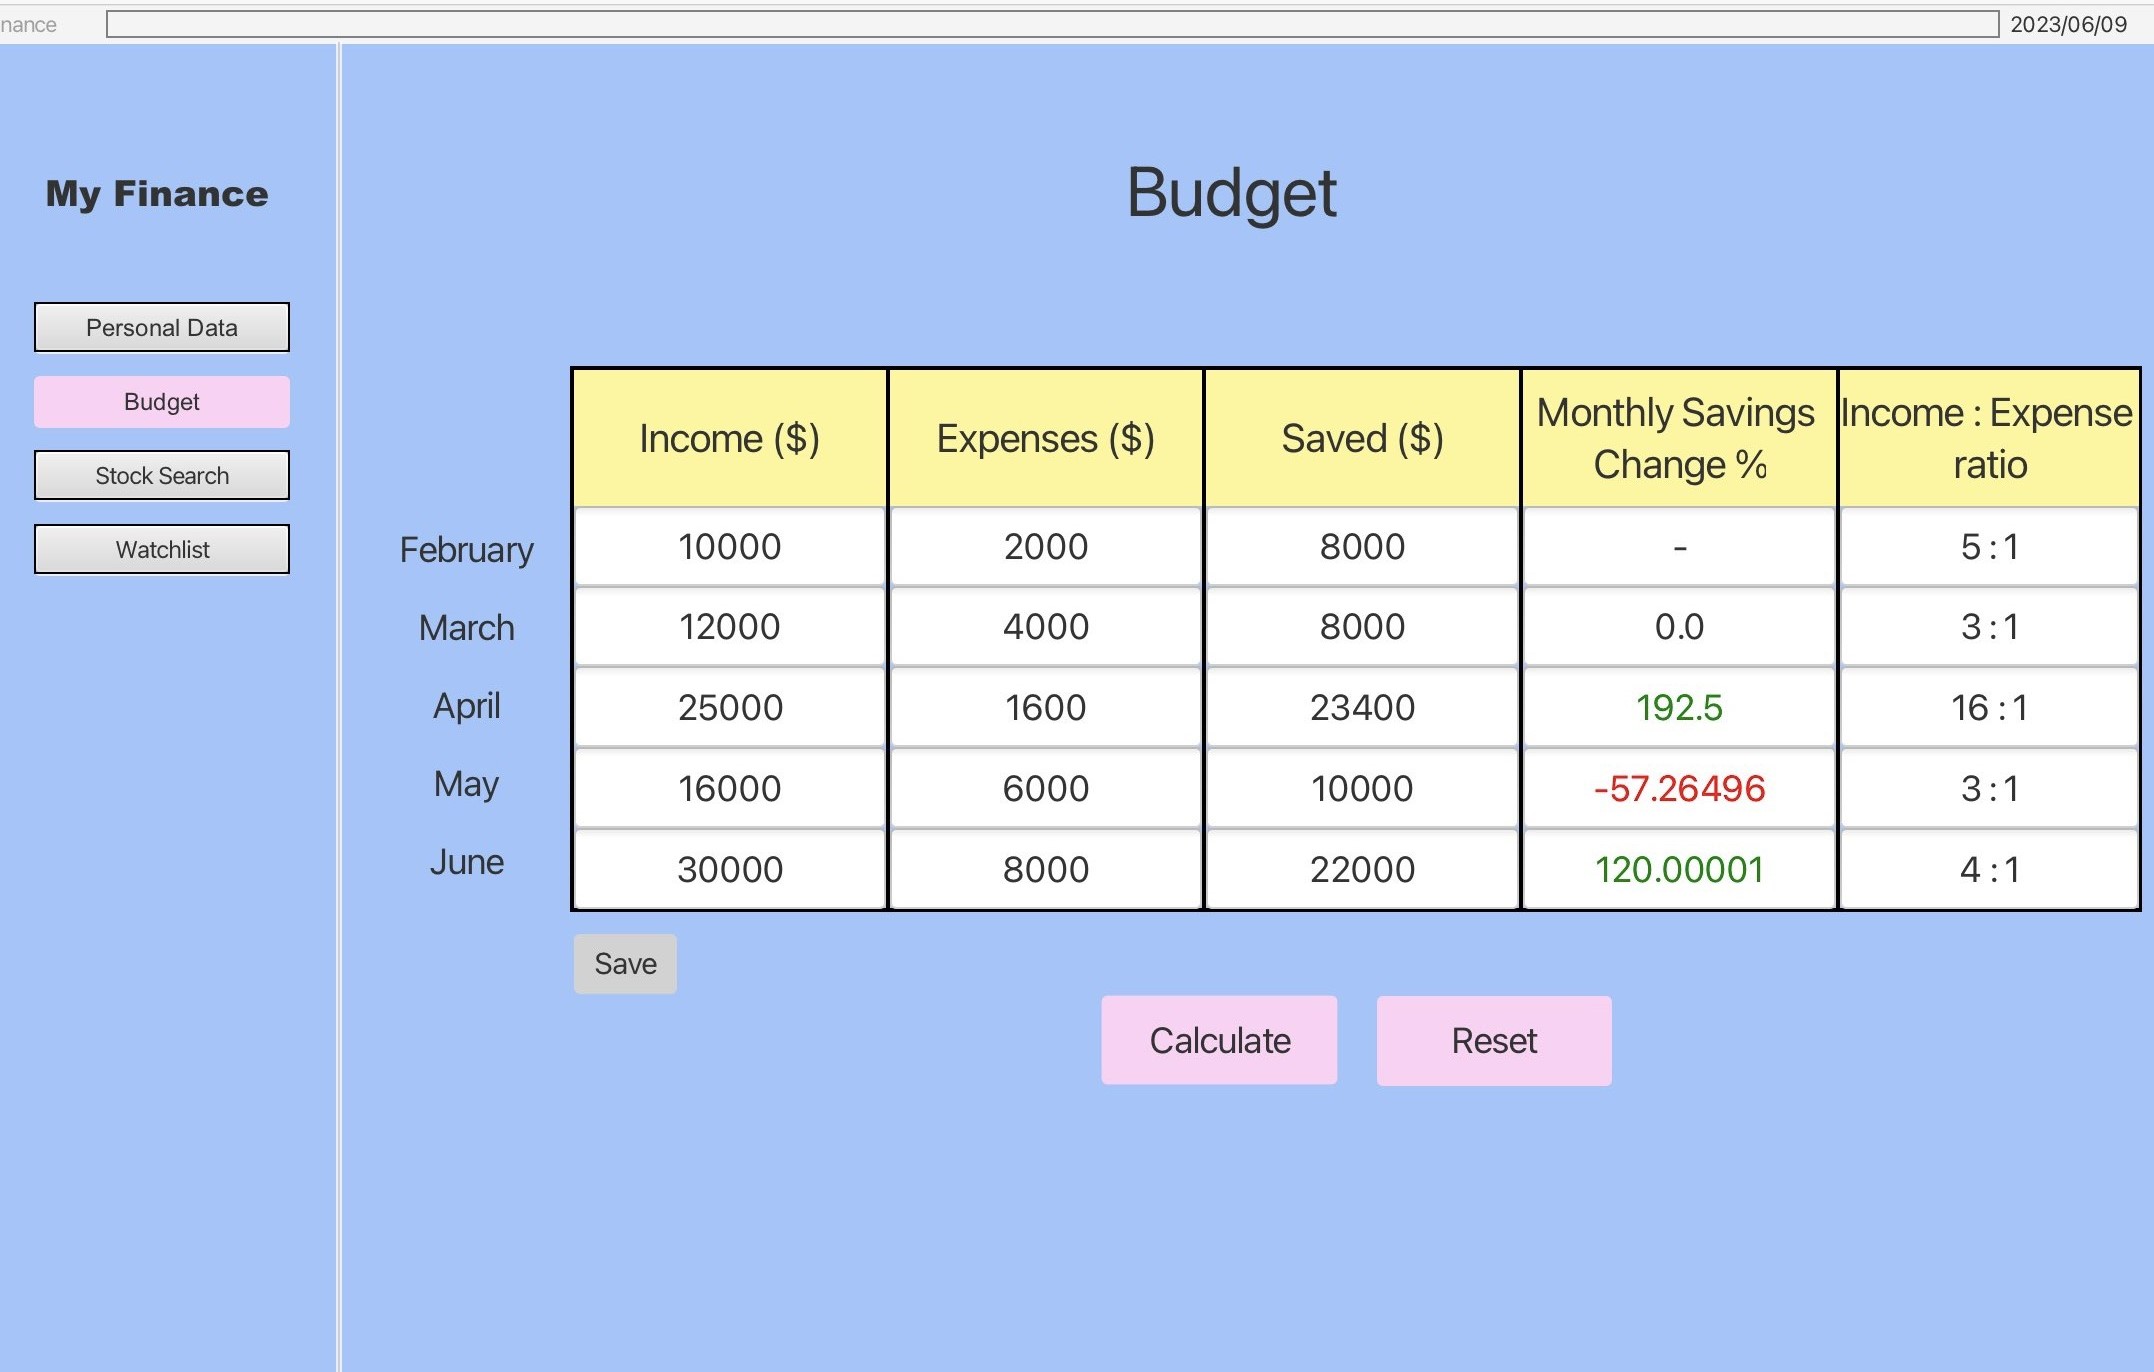 nance
2023/06/09
My Finance
Personal Data
Budget
Stock Search
Watchlist
Budget
Income ($) Expenses ($) Saved ($) Monthly Savings Change % Income : Expense ratio
February 10000 2000 8000 - 5 : 1
March 12000 4000 8000 0.0 3 : 1
April 25000 1600 23400 192.5 16 : 1
May 16000 6000 10000 -57.26496 3 : 1
June 30000 8000 22000 120.00001 4 : 1
Save
Calculate Reset